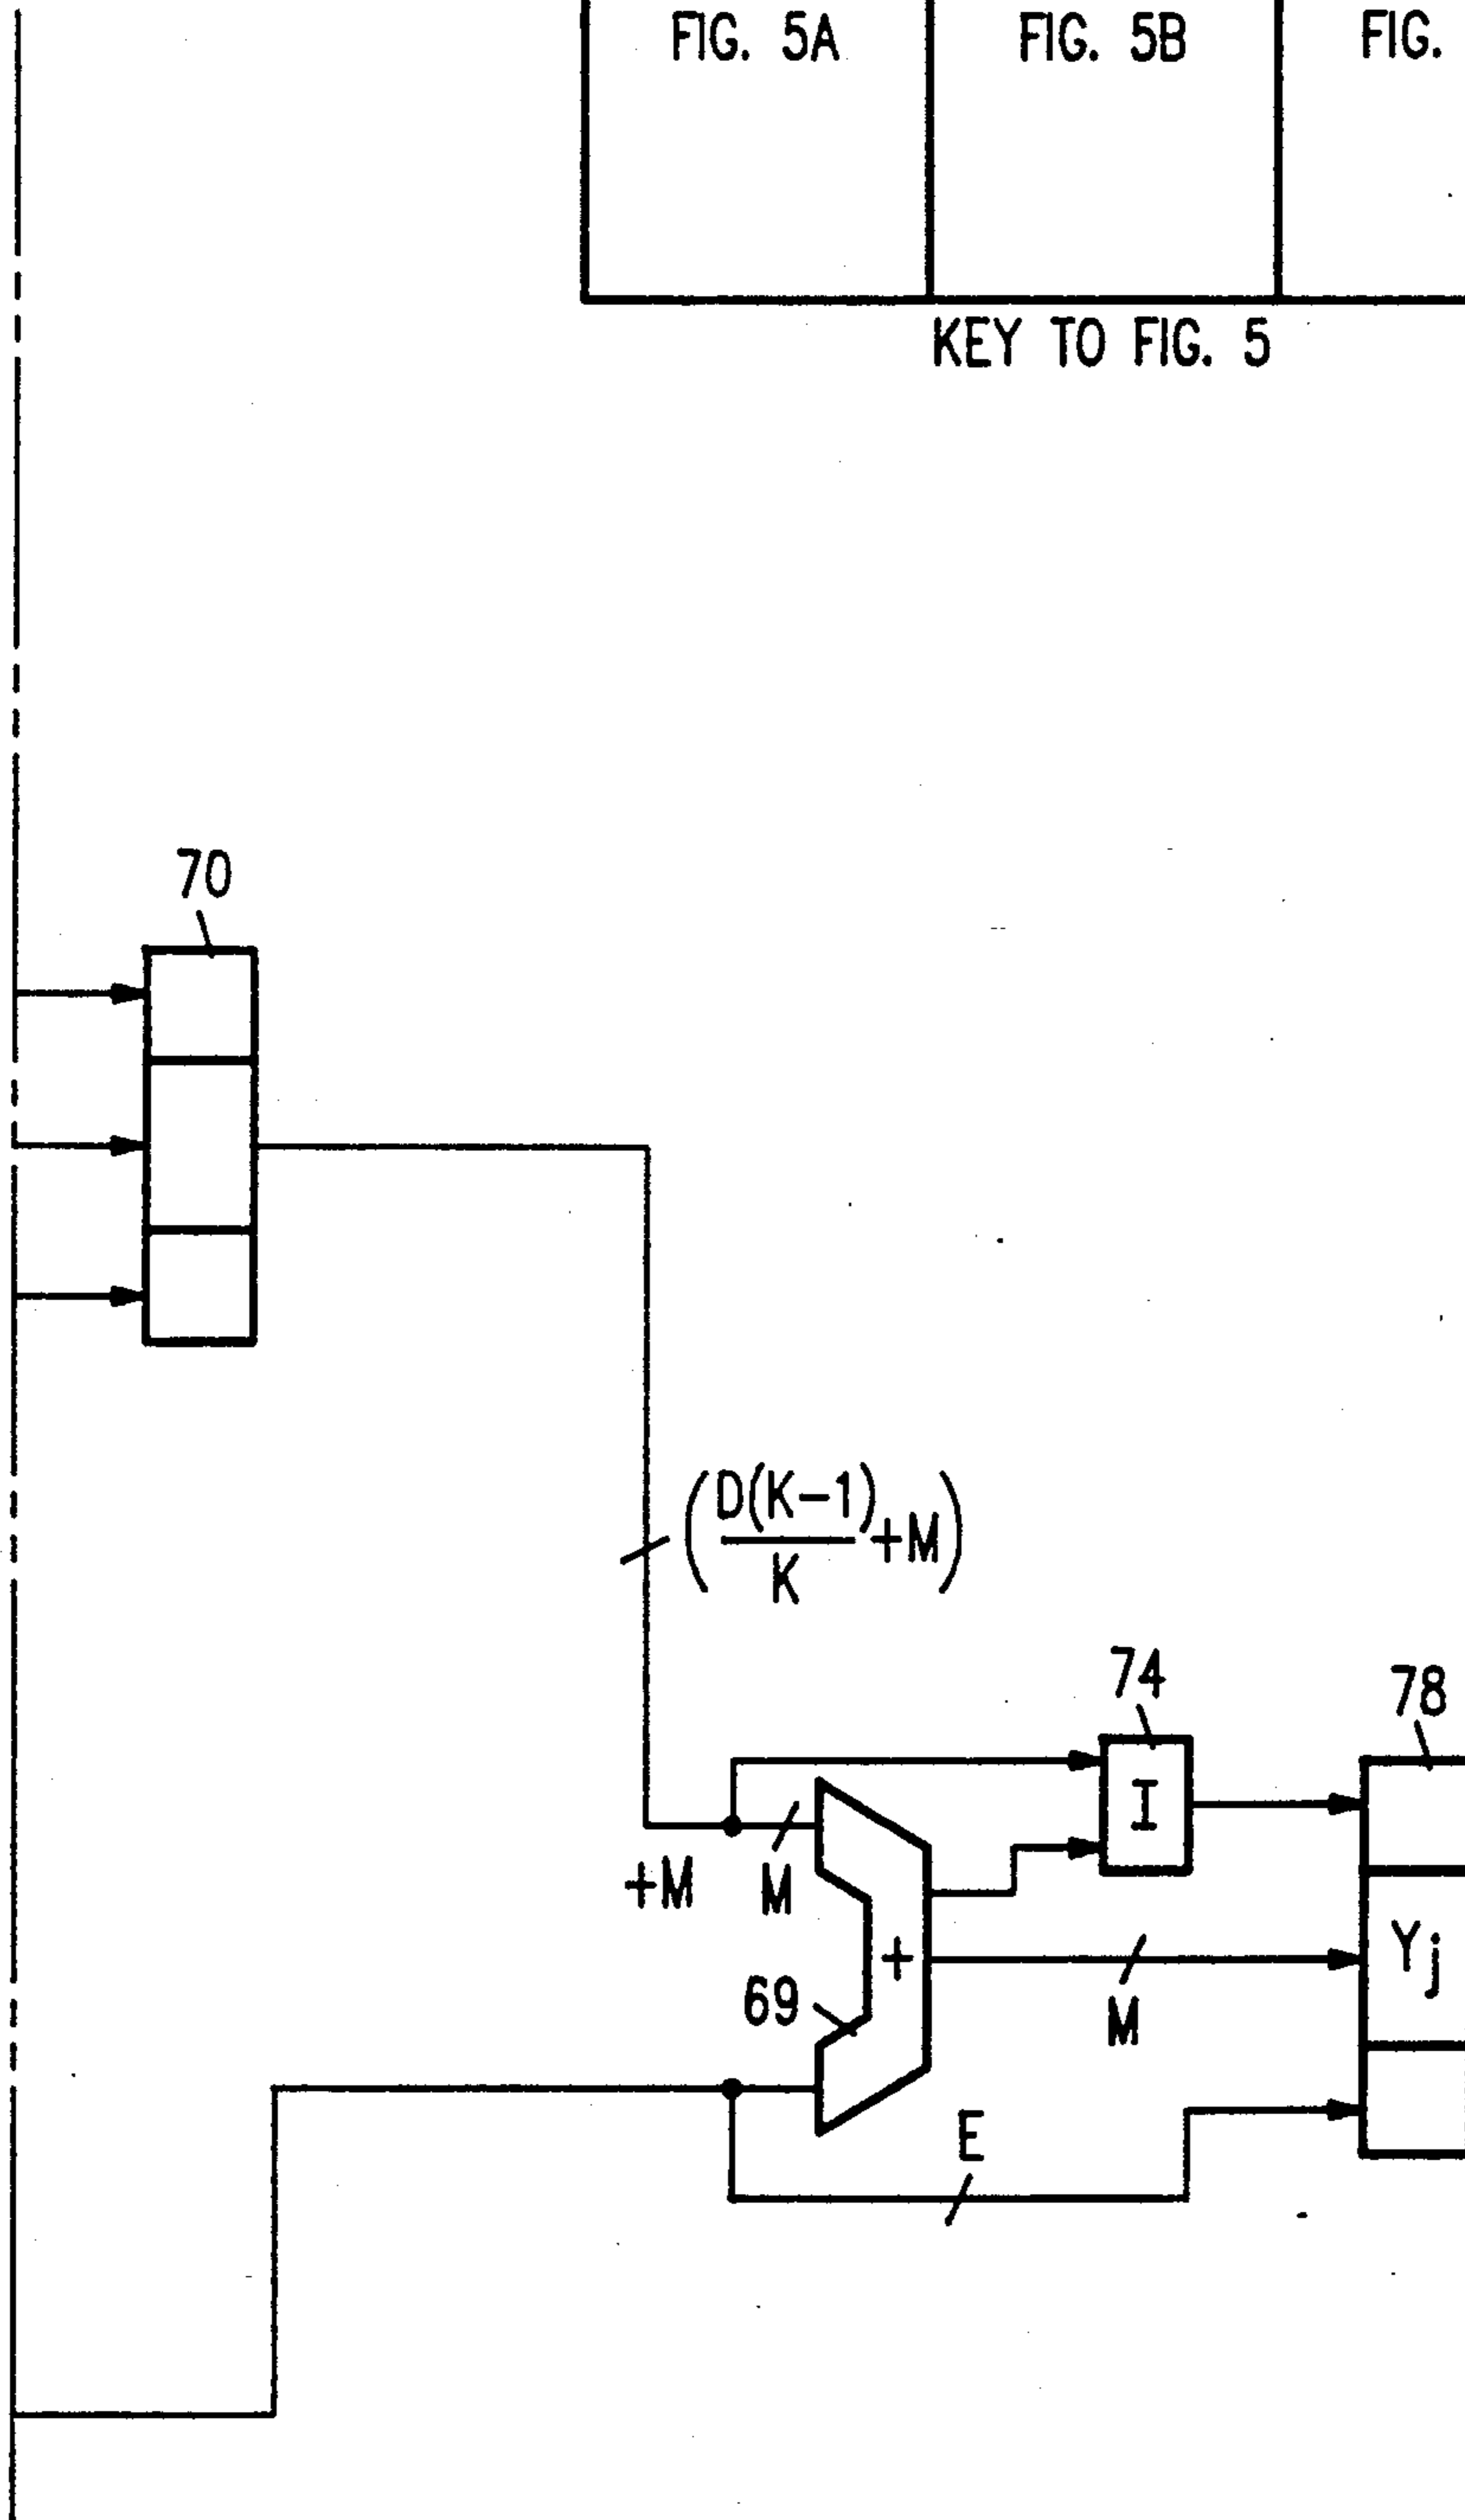 FIG. 5A
FIG. 5B
FIG.
KEY TO FIG. 5
70
(D(K-1)/K +M)
74
78
I
+M
M
+
Yj
69
M
E